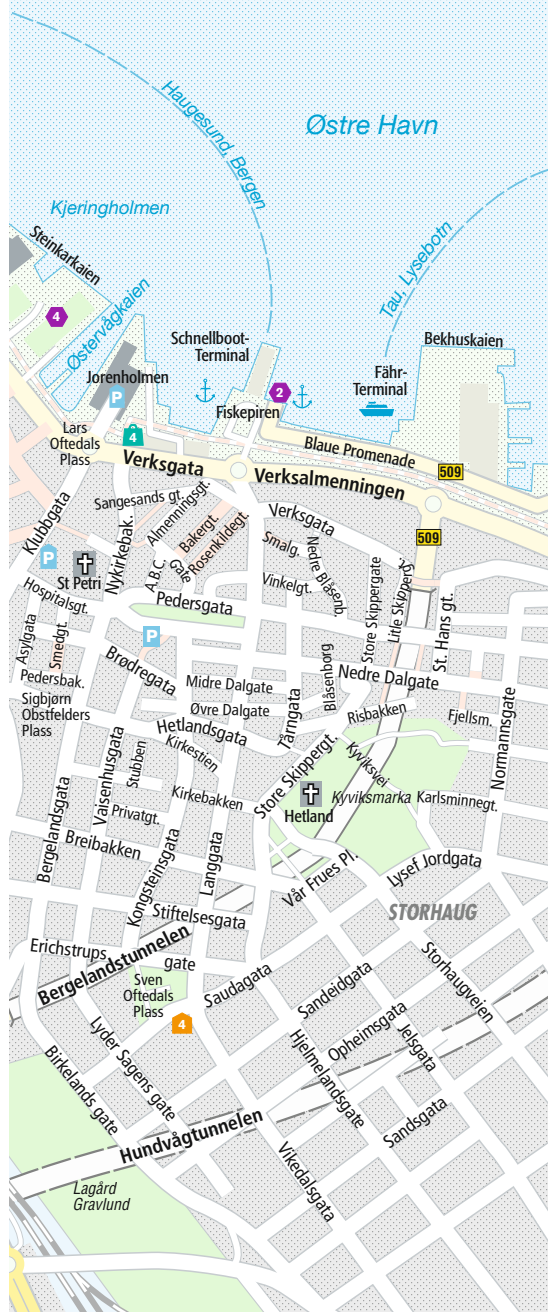 Haugesund, Bergen
Østre Havn
Kjeringholmen
Tau, Lysebotn
Steinkarkaien
4
Østervågkaien
Schnellboot-
Terminal
Bekhuskaien
Jorenholmen
P
2
Fähr-
Terminal
Fiskepiren
Lars
Oftedals
Plass
4
Blaue Promenade
509
Verksgata
Verksalmenningen
Klubbgata
Sangesands gt.
Almenningsgt.
Bakergt.
Rosenkildegt.
Verksgata
509
Nykirkebak.
P
St Petri
A.B.C.
Gate
Smalg.
Nedre Blåsenb.
Vinkelgt.
Store Skippergate
Litle Skipperg.
Hospitalsgt.
Pedersgata
St. Hans gt.
Asylgata
Smedgt.
P
Brødregata
Pedersbak.
Midre Dalgate
Blåsenborg
Nedre Dalgate
Sigbjørn
Obstfelders
Plass
Øvre Dalgate
Tårngata
Risbakken
Fjellsm.
Normannsgate
Hetlandsgata
Kirkestien
Stubben
Vaisenhusgata
Store Skippergt.
Kyviksvei
Bergelandsgata
Kirkebakken
Hetland
Kyviksmarka
Karlsminnegt.
Privatgt.
Breibakken
Kongsteinsgata
Langgata
Vår Frues Pl.
Lysef Jordgata
Stiftelsesgata
STORHAUG
Erichstrups
gate
Bergelandstunnelen
Sven
Oftedals
Plass
Saudagata
Sandeidgata
Storhaugveien
4
Lyder Sagens gate
Hjelmelandsgate
Opheimsgata
Jelsgata
Birkelands gate
Sandsgata
Hundvågtunnelen
Vikedalsgata
Lagård
Gravlund